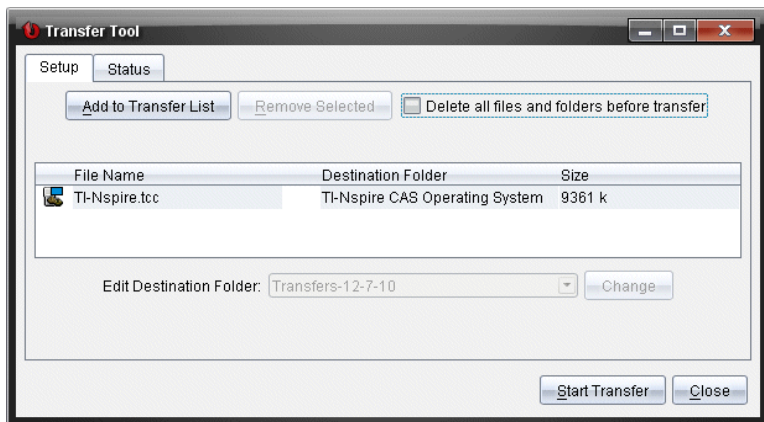 Transfer Tool
Setup Status
Add to Transfer List Remove Selected Delete all files and folders before transfer
File Name Destination Folder Size
TI-Nspire.tcc TI-Nspire CAS Operating System 9361 k
Edit Destination Folder: Transfers-12-7-10 Change
Start Transfer Close